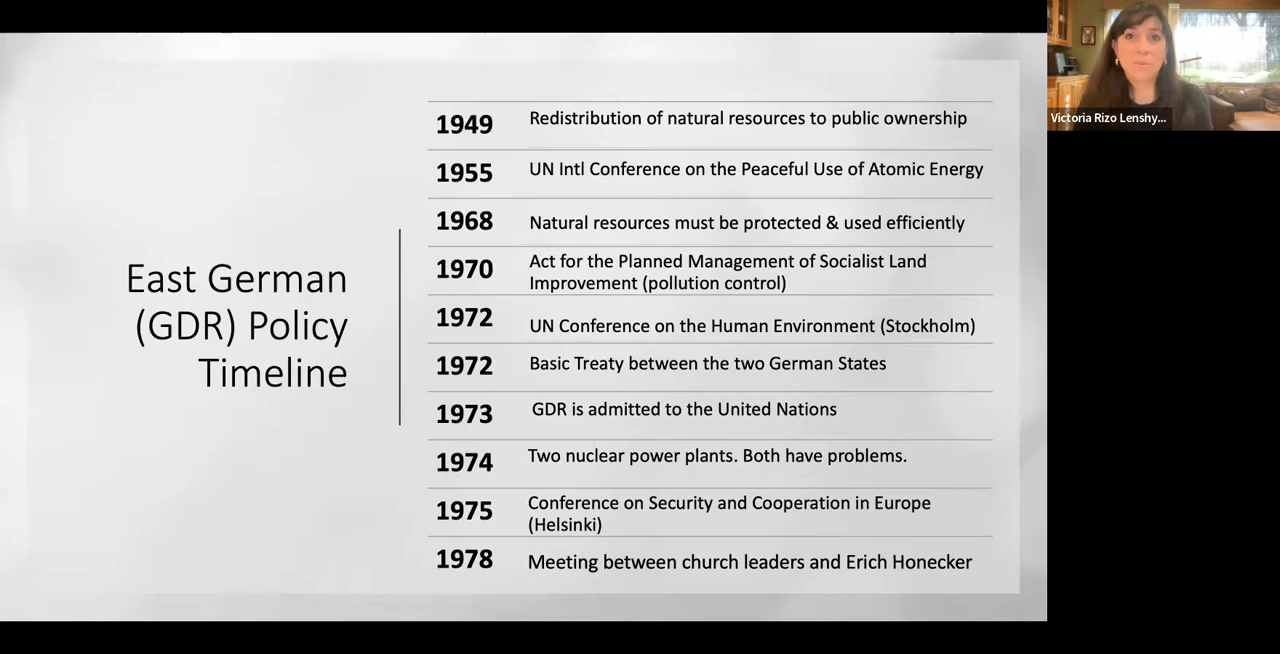 East German
(GDR) Policy
Timeline
1949 Redistribution of natural resources to public ownership
1955 UN Intl Conference on the Peaceful Use of Atomic Energy
1968 Natural resources must be protected & used efficiently
1970 Act for the Planned Management of Socialist Land
Improvement (pollution control)
1972 UN Conference on the Human Environment (Stockholm)
1972 Basic Treaty between the two German States
1973 GDR is admitted to the United Nations
1974 Two nuclear power plants. Both have problems.
1975 Conference on Security and Cooperation in Europe
(Helsinki)
1978 Meeting between church leaders and Erich Honecker
Victoria Rizo Lenshy...